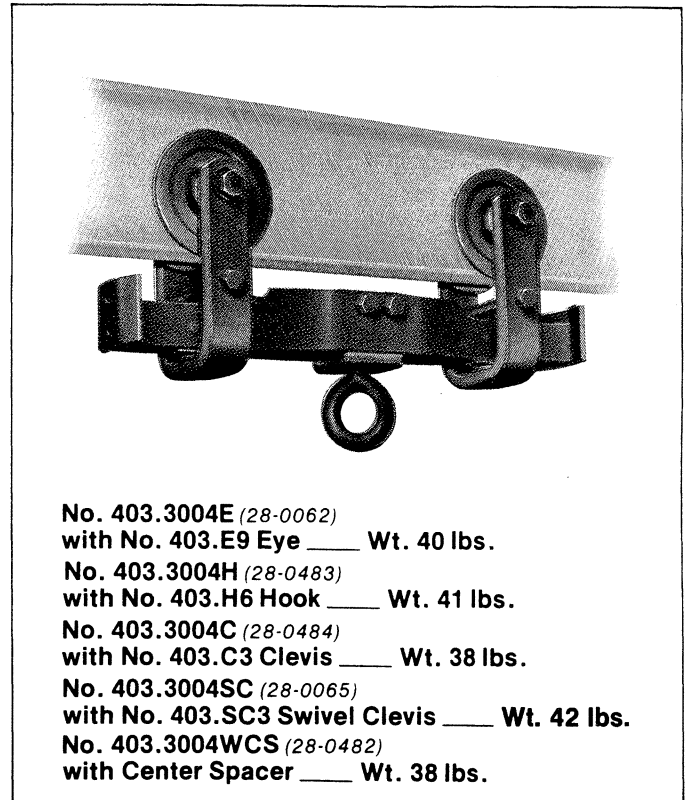 No. 403.3004E (28-0062)
with No. 403.E9 Eye ____ Wt. 40 lbs.
No. 403.3004H (28-0483)
with No. 403.H6 Hook ____ Wt. 41 lbs.
No. 403.3004C (28-0484)
with No. 403.C3 Clevis ____ Wt. 38 lbs.
No. 403.3004SC (28-0065)
with No. 403.SC3 Swivel Clevis ____ Wt. 42 lbs.
No. 403.3004WCS (28-0482)
with Center Spacer ____ Wt. 38 lbs.